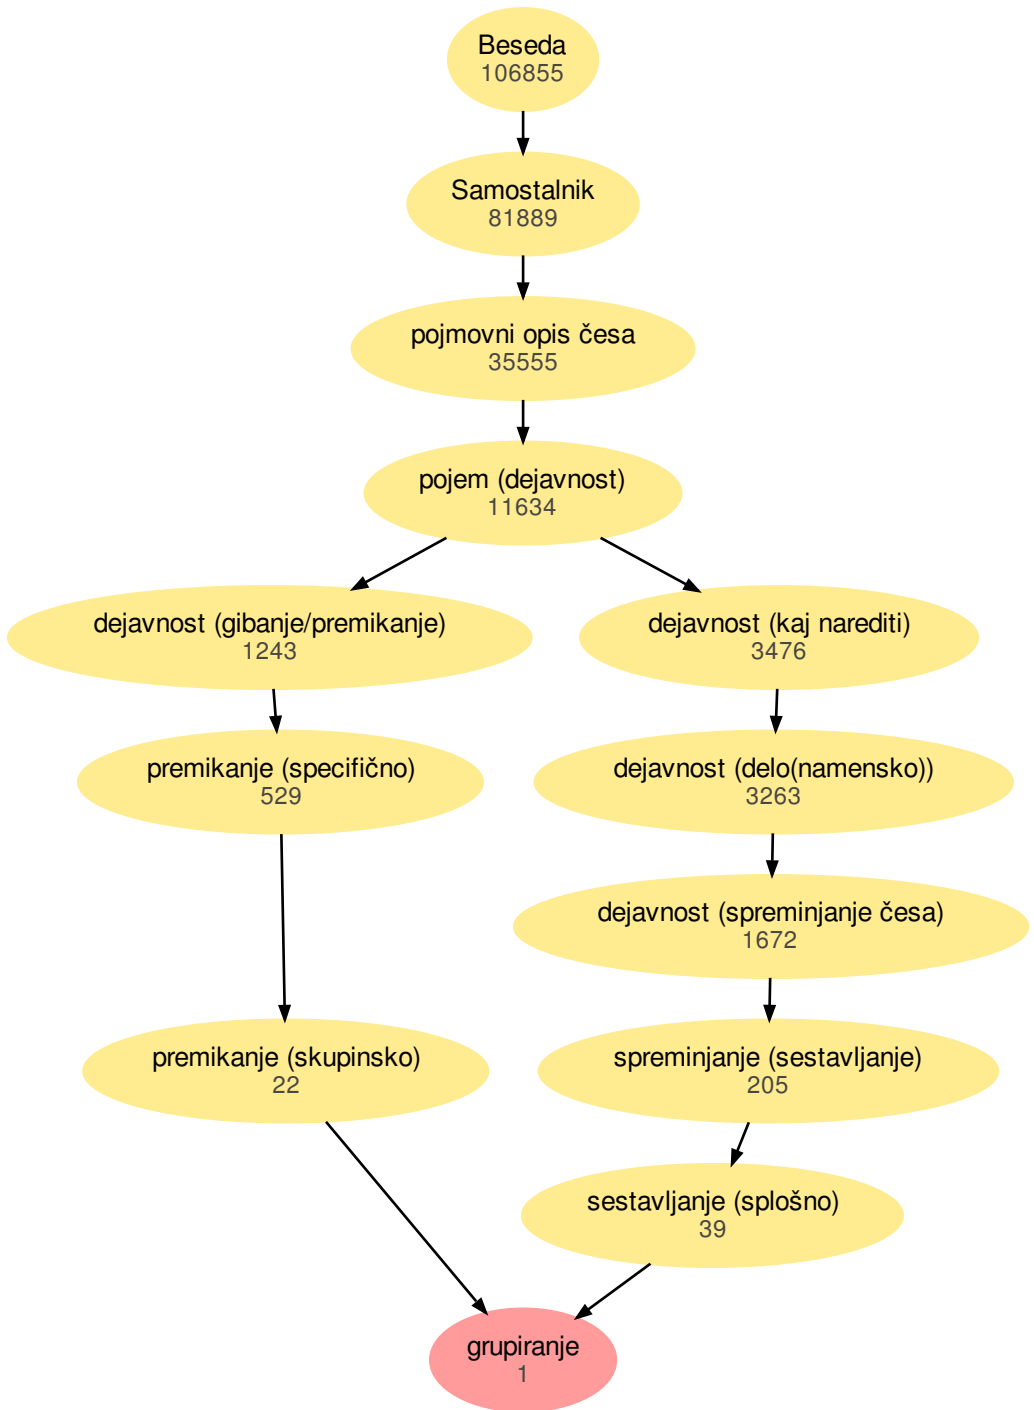 Beseda
106855
Samostalnik
81889
pojmovni opis česa
35555
pojem (dejavnost)
11634
dejavnost (gibanje/premikanje)
1243
dejavnost (kaj narediti)
3476
premikanje (specifično)
529
dejavnost (delo(namensko))
3263
dejavnost (spreminjanje česa)
1672
premikanje (skupinsko)
22
spreminjanje (sestavljanje)
205
sestavljanje (splošno)
39
grupiranje
1